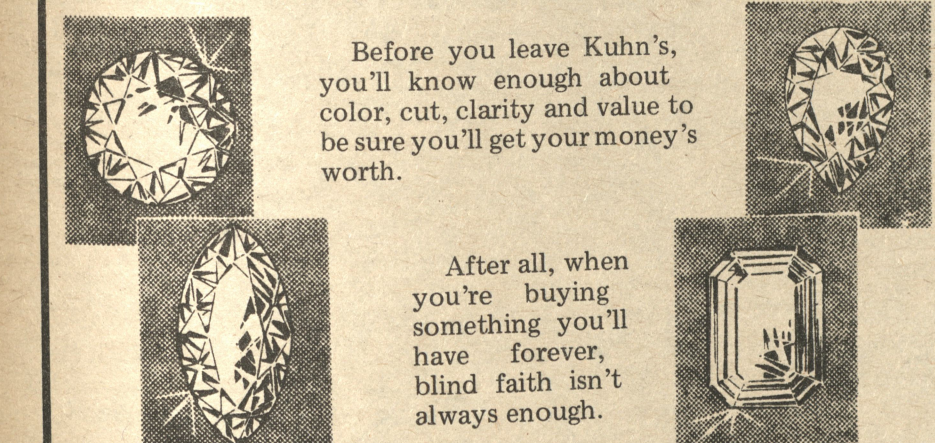 Before you leave Kuhn's,
you'll know enough about
color, cut, clarity and value to
be sure you'll get your money's
worth.
After all, when
you're buying
something you'll
have forever,
blind faith isn't
always enough.